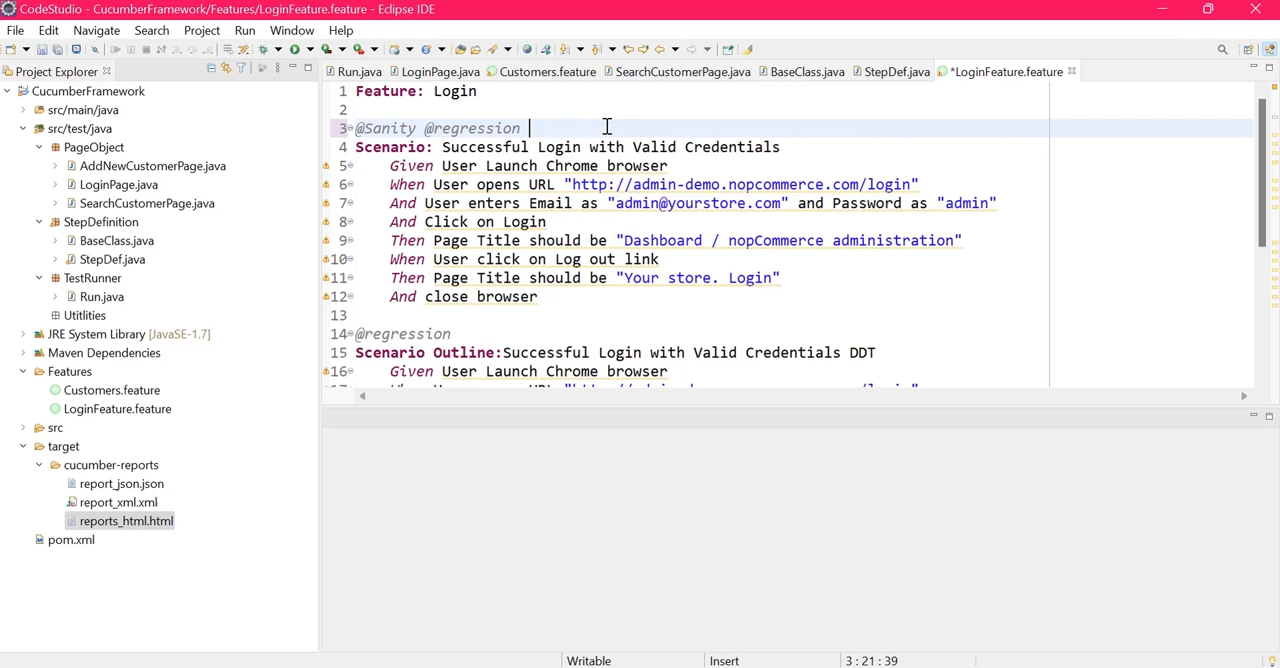 CodeStudio - CucumberFramework/Features/LoginFeature.feature - Eclipse IDE
File Edit Navigate Search Project Run Window Help
Project Explorer
Run.java LoginPage.java Customers.feature SearchCustomerPage.java BaseClass.java StepDef.java *LoginFeature.feature
CucumberFramework
src/main/java
src/test/java
PageObject
AddNewCustomerPage.java
LoginPage.java
SearchCustomerPage.java
StepDefinition
BaseClass.java
StepDef.java
TestRunner
Run.java
Utitlities
JRE System Library [JavaSE-1.7]
Maven Dependencies
Features
Customers.feature
LoginFeature.feature
src
target
cucumber-reports
report_json.json
report_xml.xml
reports_html.html
pom.xml
1 Feature: Login
2
3 @Sanity @regression
4 Scenario: Successful Login with Valid Credentials
5 Given User Launch Chrome browser
6 When User opens URL "http://admin-demo.nopcommerce.com/login"
7 And User enters Email as "admin@yourstore.com" and Password as "admin"
8 And Click on Login
9 Then Page Title should be "Dashboard / nopCommerce administration"
10 When User click on Log out link
11 Then Page Title should be "Your store. Login"
12 And close browser
13
14 @regression
15 Scenario Outline:Successful Login with Valid Credentials DDT
16 Given User Launch Chrome browser
Writable Insert 3 : 21 : 39